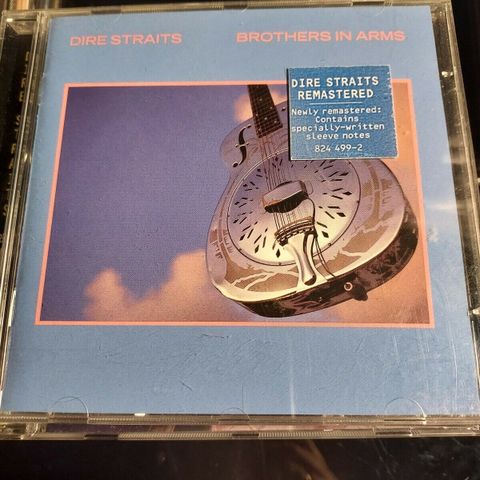 DIRE STRAITS BROTHERS IN ARMS
DIRE STRAITS
REMASTERED
Newly remastered:
Contains
specially-written
sleeve notes
824 499-2